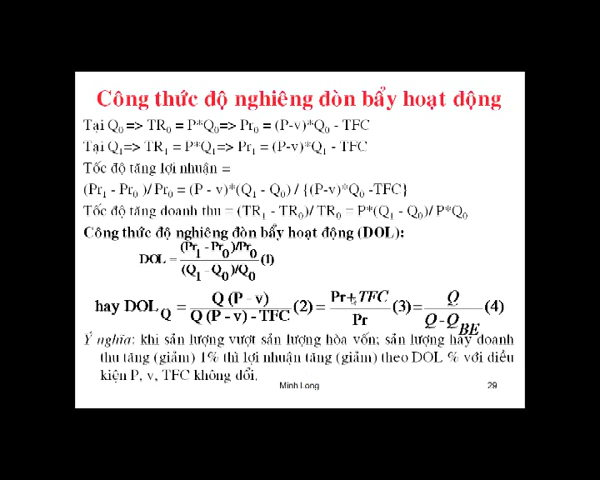 Công thức độ nghiêng đòn bẩy hoạt động
Tại Q0 => TR0 = P*Q0=> Pr0 = (P-v)*Q0 - TFC
Tại Q1=> TR1 = P*Q1=> Pr1 = (P-v)*Q1 - TFC
Tốc độ tăng lợi nhuận =
(Pr1 - Pr0 )/ Pr0 = (P - v)*(Q1 - Q0) / {(P-v)*Q0 -TFC}
Tốc độ tăng doanh thu = (TR1 - TR0)/ TR0 = P*(Q1 - Q0)/ P*Q0
Công thức độ nghiêng đòn bẩy hoạt động (DOL):
DOL = (Pr1 - Pr0 )/Pr0 / (Q1 - Q0 )/Q0 (1)
hay DOLQ = Q (P - v) / Q (P - v) - TFC (2) = Pr+TFC / Pr (3) = Q / Q - QBE (4)
Ý nghĩa: khi sản lượng vượt sản lượng hòa vốn; sản lượng hay doanh
thu tăng (giảm) 1% thì lợi nhuận tăng (giảm) theo DOL % với điều
kiện P, v, TFC không đổi.
Minh Long
29